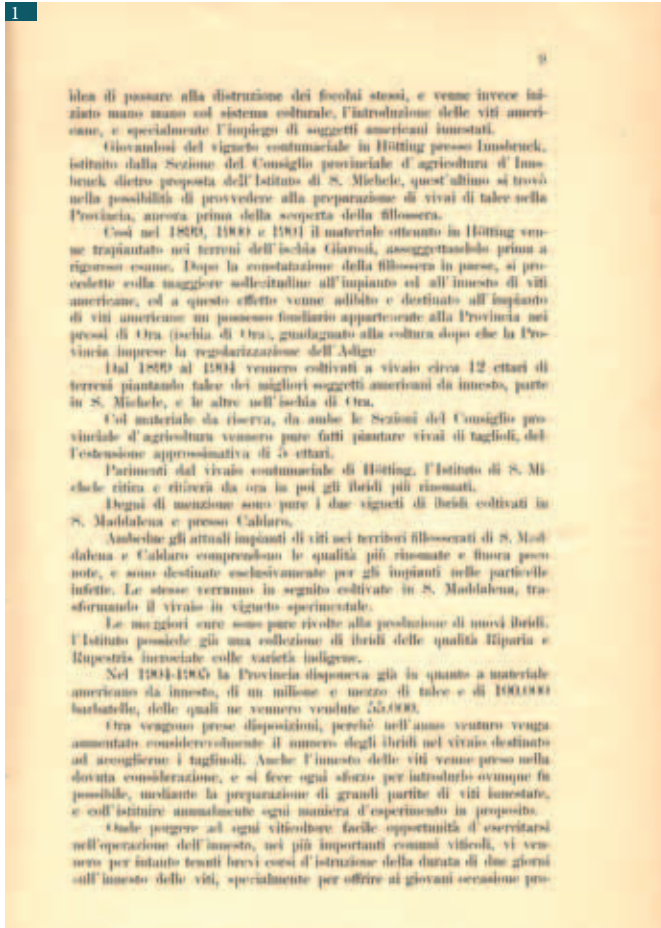 1
9
idea di passare alla distruzione dei focolai stessi, e venne invece ini-
ziato mano mano col sistema colturale, l'introduzione delle viti ameri-
cane, e specialmente l'impiego di soggetti americani innestati.
Giovandosi del vigneto contumaciale in Hötting presso Innsbruck,
istituito dalla Sezione del Consiglio provinciale d'agricoltura d'Inns-
bruck dietro proposta dell'Istituto di S. Michele, quest'ultimo si trovò
nella possibilità di provvedere alla preparazione di vivai di talee nella
Provincia, ancora prima della scoperta della fillossera.
Così nel 1899, 1900 e 1901 il materiale ottenuto in Hötting ven-
ne trapiantato nei terreni dell'ischia Giaroni, assoggettandolo prima a
rigoroso esame. Dopo la constatazione della fillossera in paese, si pro-
cedette colla maggiore sollecitudine all'impianto ed all'innesto di viti
americane, ed a questo effetto venne adibito e destinato all'impianto
di viti americane un possesso fondiario appartenente alla Provincia nei
pressi di Ora (ischia di Ora), guadagnato alla coltura dopo che la Pro-
vincia imprese la regolarizzazione dell'Adige
Dal 1899 al 1904 vennero coltivati a vivaio circa 12 ettari di
terreni piantando talee dei migliori soggetti americani da innesto, parte
in S. Michele, e le altre nell'ischia di Ora.
Col materiale da riserva, da ambe le Sezioni del Consiglio pro-
vinciale d'agricoltura vennero pure fatti piantare vivai di taglioli, del-
l'estensione approssimativa di 5 ettari.
Parimenti dal vivaio contumaciale di Hötting, l'Istituto di S. Mi-
chele ritira e ritirerà da ora in poi gli ibridi più rinomati.
Degni di menzione sono pure i due vigneti di ibridi coltivati in
S. Maddalena e presso Caldaro.
Ambedue gli attuali impianti di viti nei territori fillosserati di S. Mad-
dalena e Caldaro comprendono le qualità più rinomate e finora poco
note, e sono destinate esclusivamente per gli impianti nelle particelle
infette. Le stesse verranno in seguito coltivate in S. Maddalena, tra-
sformando il vivaio in vigneto sperimentale.
Le maggiori cure sono pure rivolte alla produzione di nuovi ibridi.
l'Istituto possiede già una collezione di ibridi delle qualità Riparia e
Rupestris incrociate colle varietà indigene.
Nel 1904-1905 la Provincia disponeva già in quanto a materiale
americano da innesto, di un milione e mezzo di talee e di 100.000
barbatelle, delle quali ne vennero vendute 55.000.
Ora vengono prese disposizioni, perchè nell'anno venturo venga
aumentato considerevolmente il numero degli ibridi nel vivaio destinato
ad accoglierne i tagliuoli. Anche l'innesto delle viti venne preso nella
dovuta considerazione, e si fece ogni sforzo per introdurlo ovunque fu
possibile, mediante la preparazione di grandi partite di viti innestate,
e coll'istituire annualmente ogni maniera d'esperimento in proposito.
Onde porgere ad ogni viticoltore facile opportunità d'esercitarsi
nell'operazione dell'innesto, nei più importanti comuni viticoli, vi ven-
nero per intanto tenuti brevi corsi d'istruzione della durata di due giorni
sull'innesto delle viti, specialmente per offrire ai giovani occasione pro-